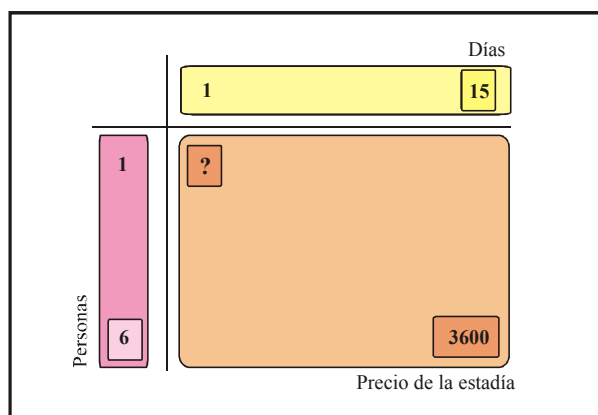 Días
1 15
1 ?
Personas
6 3600
Precio de la estadía